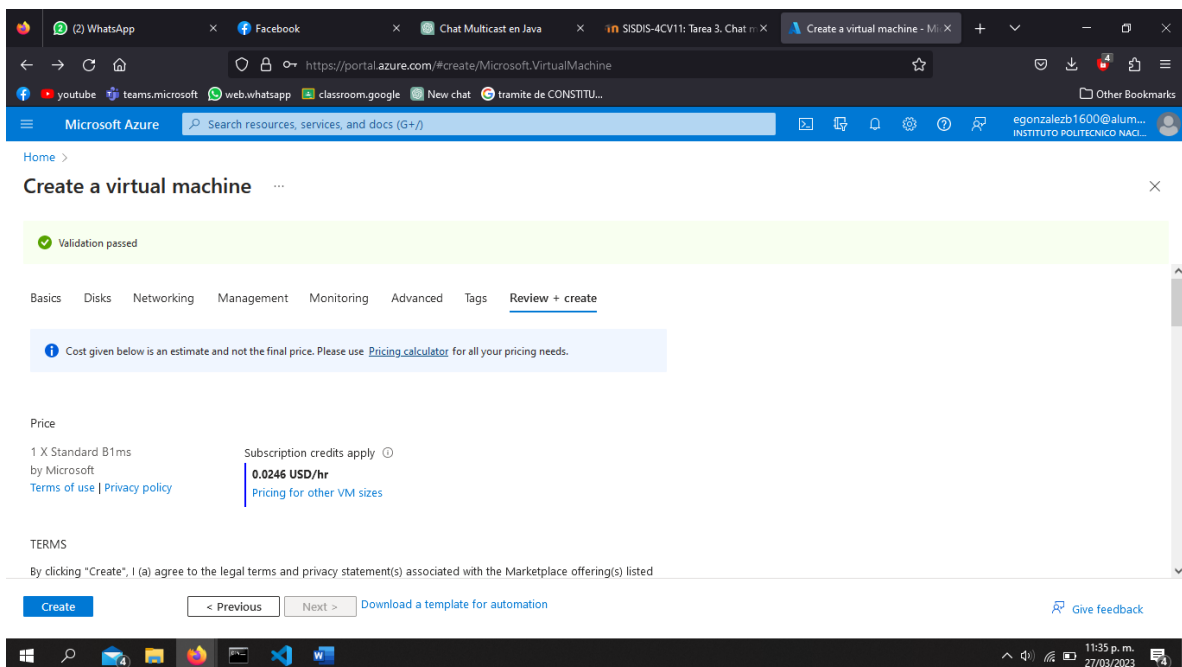 (2) WhatsApp
Facebook
Chat Multicast en Java
SISDIS-4CV11: Tarea 3. Chat m
Create a virtual machine - Mi
https://portal.azure.com/#create/Microsoft.VirtualMachine
4
youtube teams.microsoft web.whatsapp classroom.google New chat tramite de CONSTITU... Other Bookmarks
Microsoft Azure Search resources, services, and docs (G+/) egonzalezb1600@alum...
INSTITUTO POLITECNICO NACI...
Home >
Create a virtual machine ...
Validation passed
Basics Disks Networking Management Monitoring Advanced Tags Review + create
Cost given below is an estimate and not the final price. Please use Pricing calculator for all your pricing needs.
Price
1 X Standard B1ms
by Microsoft
Terms of use | Privacy policy
Subscription credits apply
0.0246 USD/hr
Pricing for other VM sizes
TERMS
By clicking "Create", I (a) agree to the legal terms and privacy statement(s) associated with the Marketplace offering(s) listed
Create < Previous Next > Download a template for automation Give feedback
4
11:35 p. m.
27/03/2023
4